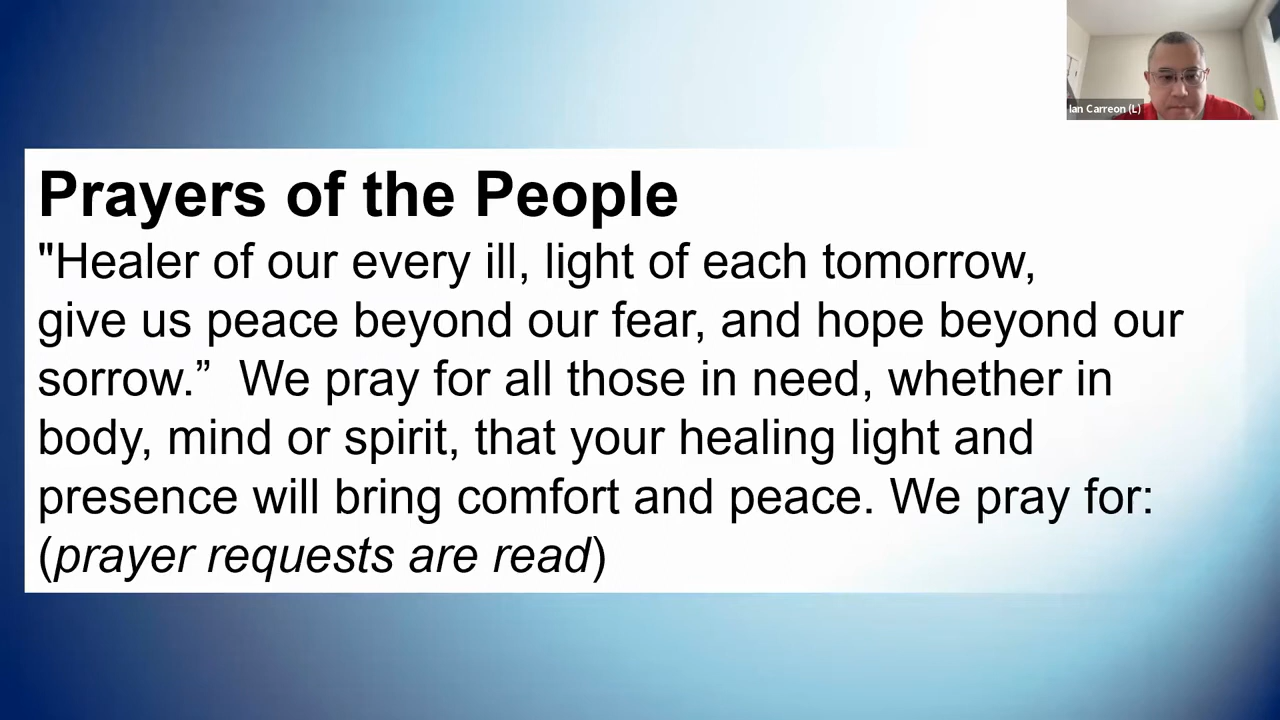 Ian Carreon (L)
Prayers of the People
"Healer of our every ill, light of each tomorrow,
give us peace beyond our fear, and hope beyond our
sorrow.”  We pray for all those in need, whether in
body, mind or spirit, that your healing light and
presence will bring comfort and peace. We pray for:
(prayer requests are read)